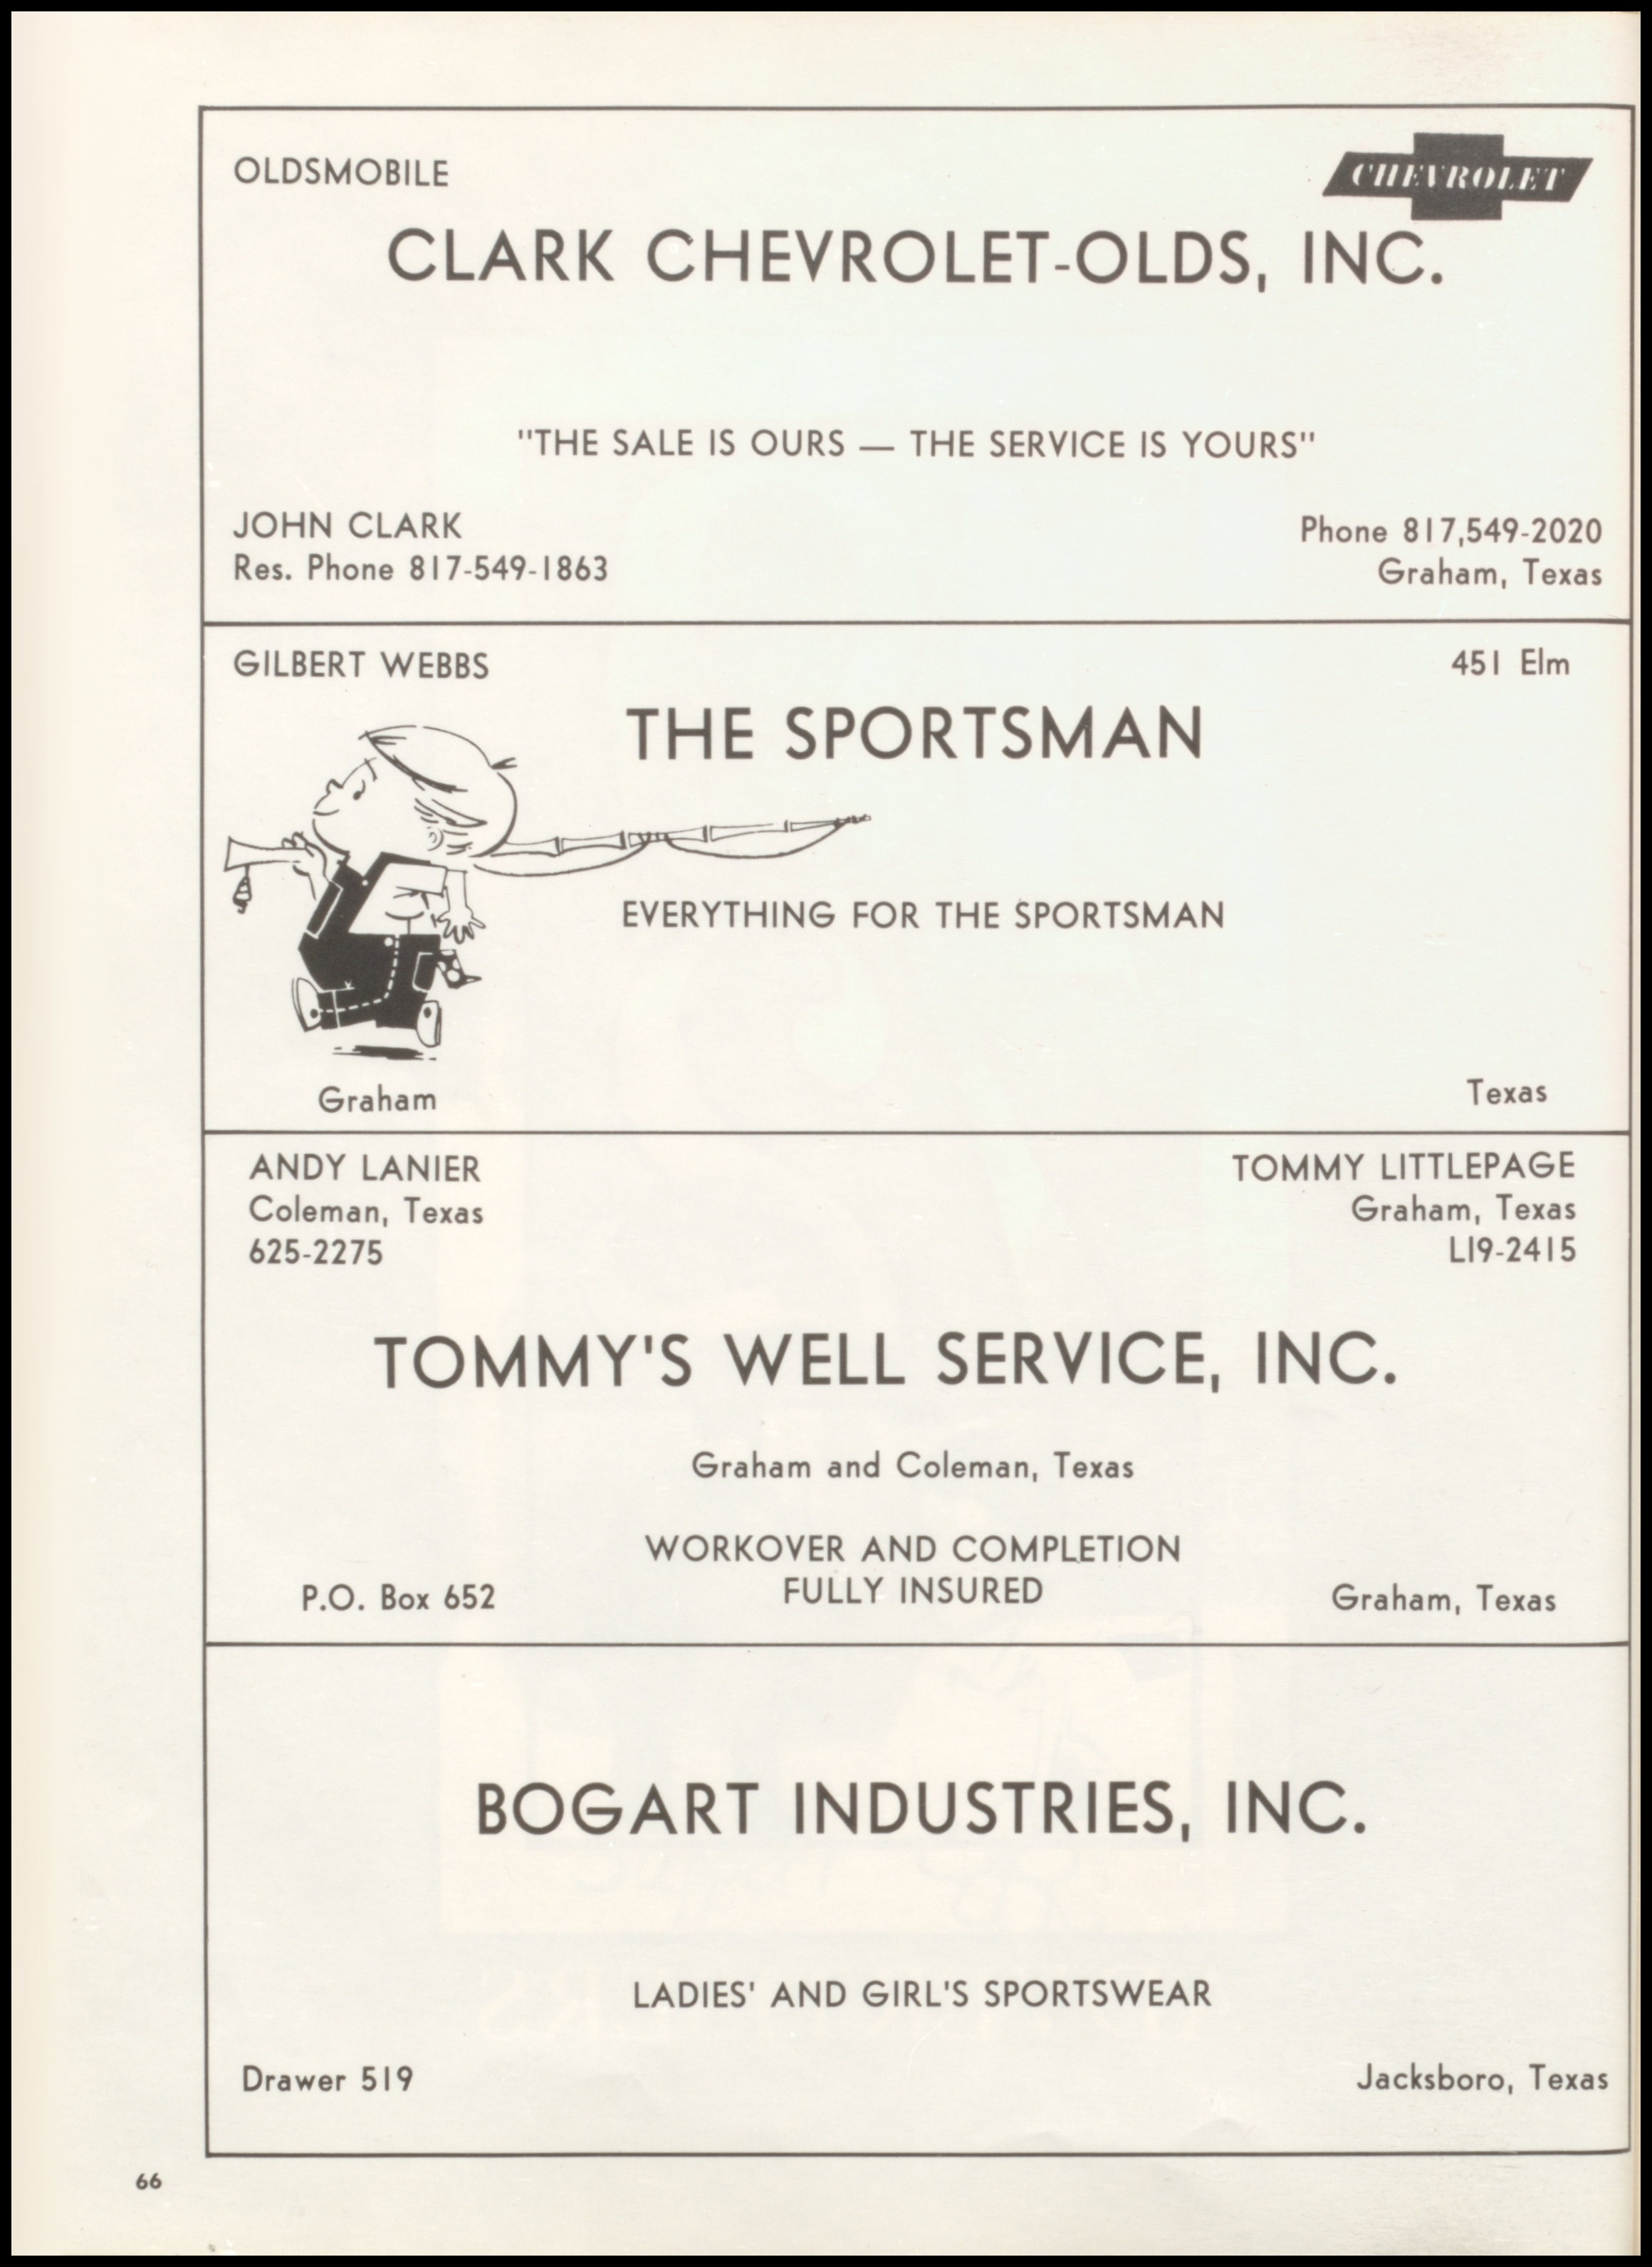 OLDSMOBILE
CHEVROLET
CLARK CHEVROLET-OLDS, INC.
"THE SALE IS OURS — THE SERVICE IS YOURS"
JOHN CLARK
Res. Phone 817-549-1863
Phone 817,549-2020
Graham, Texas
GILBERT WEBBS
451 Elm
THE SPORTSMAN
EVERYTHING FOR THE SPORTSMAN
Graham
Texas
ANDY LANIER
Coleman, Texas
625-2275
TOMMY LITTLEPAGE
Graham, Texas
LI9-2415
TOMMY'S WELL SERVICE, INC.
Graham and Coleman, Texas
WORKOVER AND COMPLETION
FULLY INSURED
P.O. Box 652
Graham, Texas
BOGART INDUSTRIES, INC.
LADIES' AND GIRL'S SPORTSWEAR
Drawer 519
Jacksboro, Texas
66